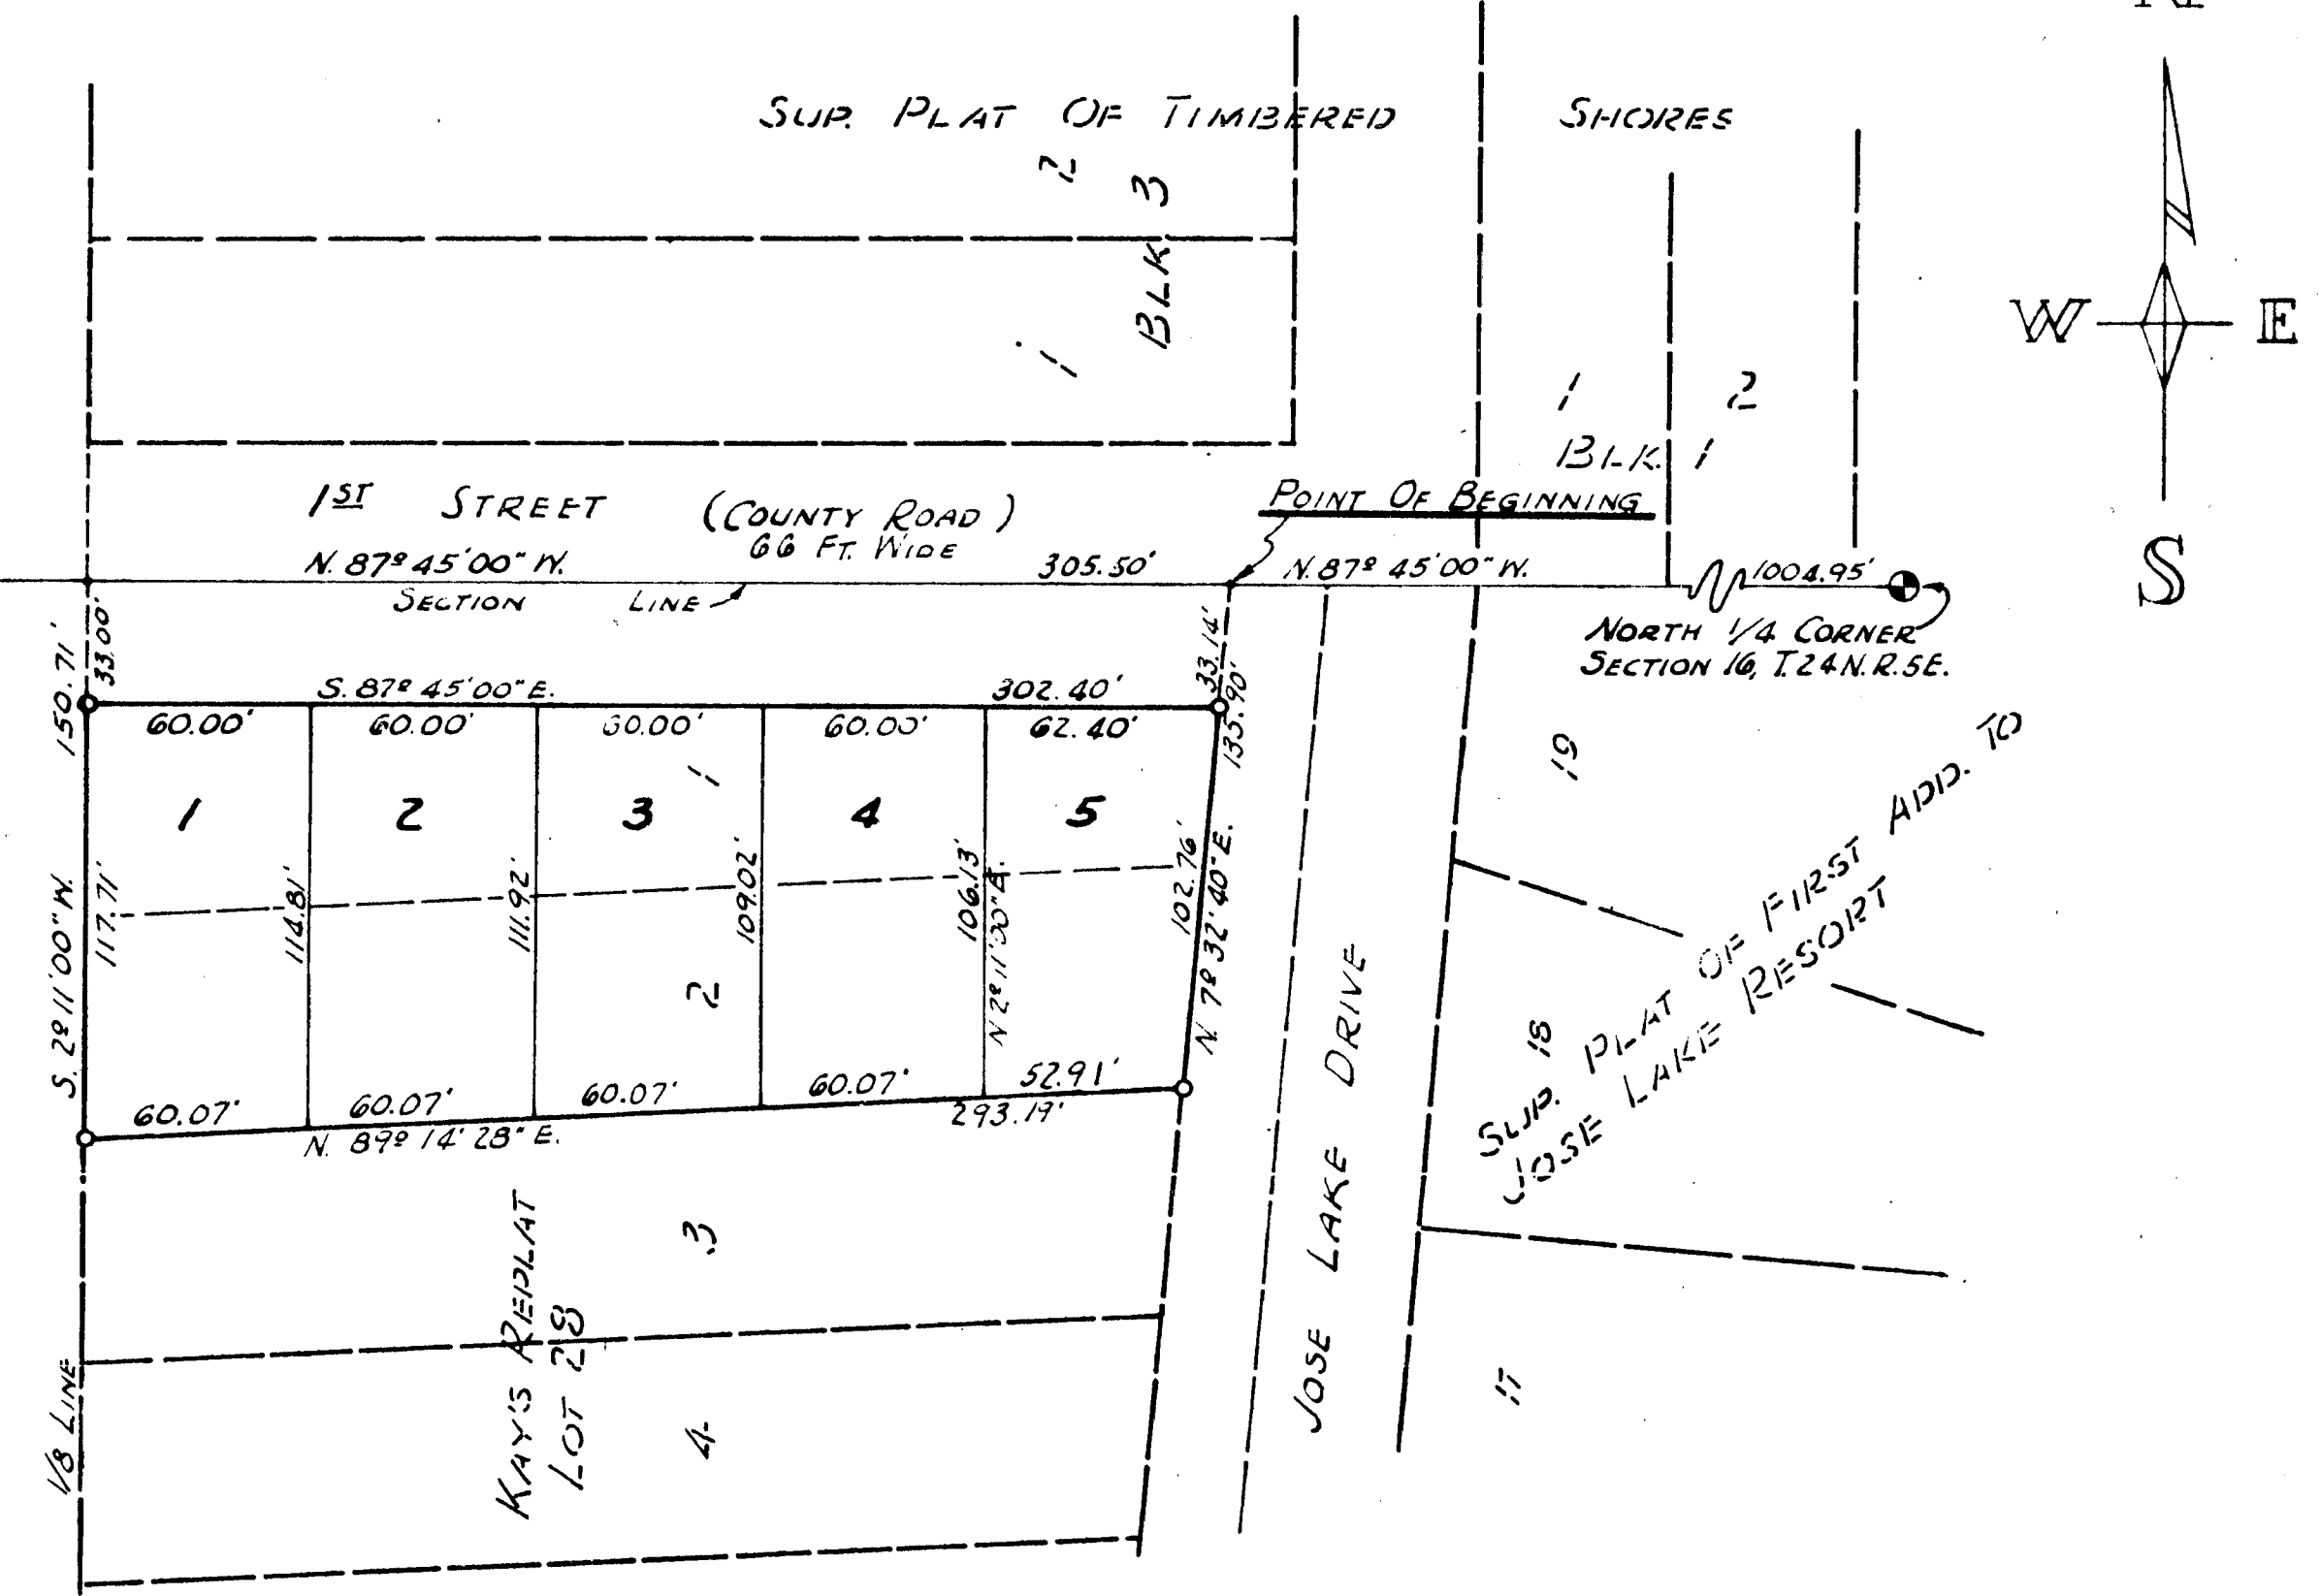 SUP. PLAT OF TIMBERED SHORES
2
BLK 3
1
W E
S
1 2
BLK. 1
1ST STREET (COUNTY ROAD)
66 FT. WIDE
POINT OF BEGINNING
N. 87° 45' 00" W. 305.50' N. 87° 45' 00" W. 1004.95'
SECTION LINE
NORTH 1/4 CORNER
SECTION 16, T.24N. R.5E.
150.71'
33.00'
33.14'
135.90'
S. 87° 45' 00" E. 302.40'
60.00' 60.00' 60.00' 60.00' 62.40'
1 2 3 4 5
1
2
S. 2° 11' 00" W.
117.71'
114.81'
111.92'
109.02'
106.13'
N 2° 11' 00" E.
102.76'
N. 7° 32' 40" E.
60.07' 60.07' 60.07' 60.07' 52.91'
N. 89° 14' 28" E. 293.19'
19
18
17
SUP. PLAT OF FIRST ADD. TO
JOSE LAKE RESORT
JOSE LAKE DRIVE
KAY'S REPLAT
LOT 28
3
4
1/8 LINE